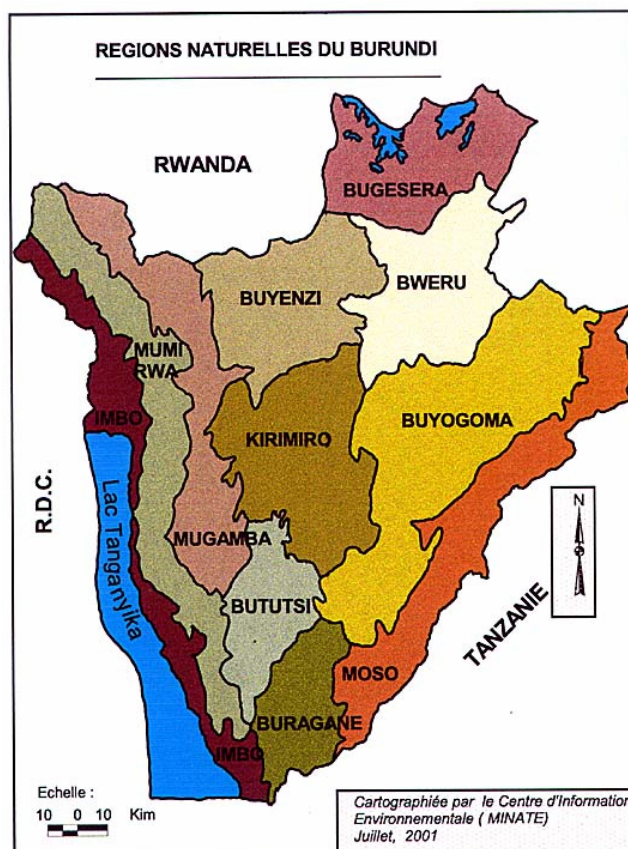 REGIONS NATURELLES DU BURUNDI
RWANDA
BUGESERA
BUYENZI
BWERU
MUMI
RWA
IMBO
KIRIMIRO
BUYOGOMA
R.D.C.
Lac Tanganyika
N
MUGAMBA
BUTUTSI
TANZANIE
MOSO
BURAGANE
IMBO
Echelle :
10 0 10 Kim
Cartographiée par le Centre d'Information
Environnementale ( MINATE)
Juillet, 2001